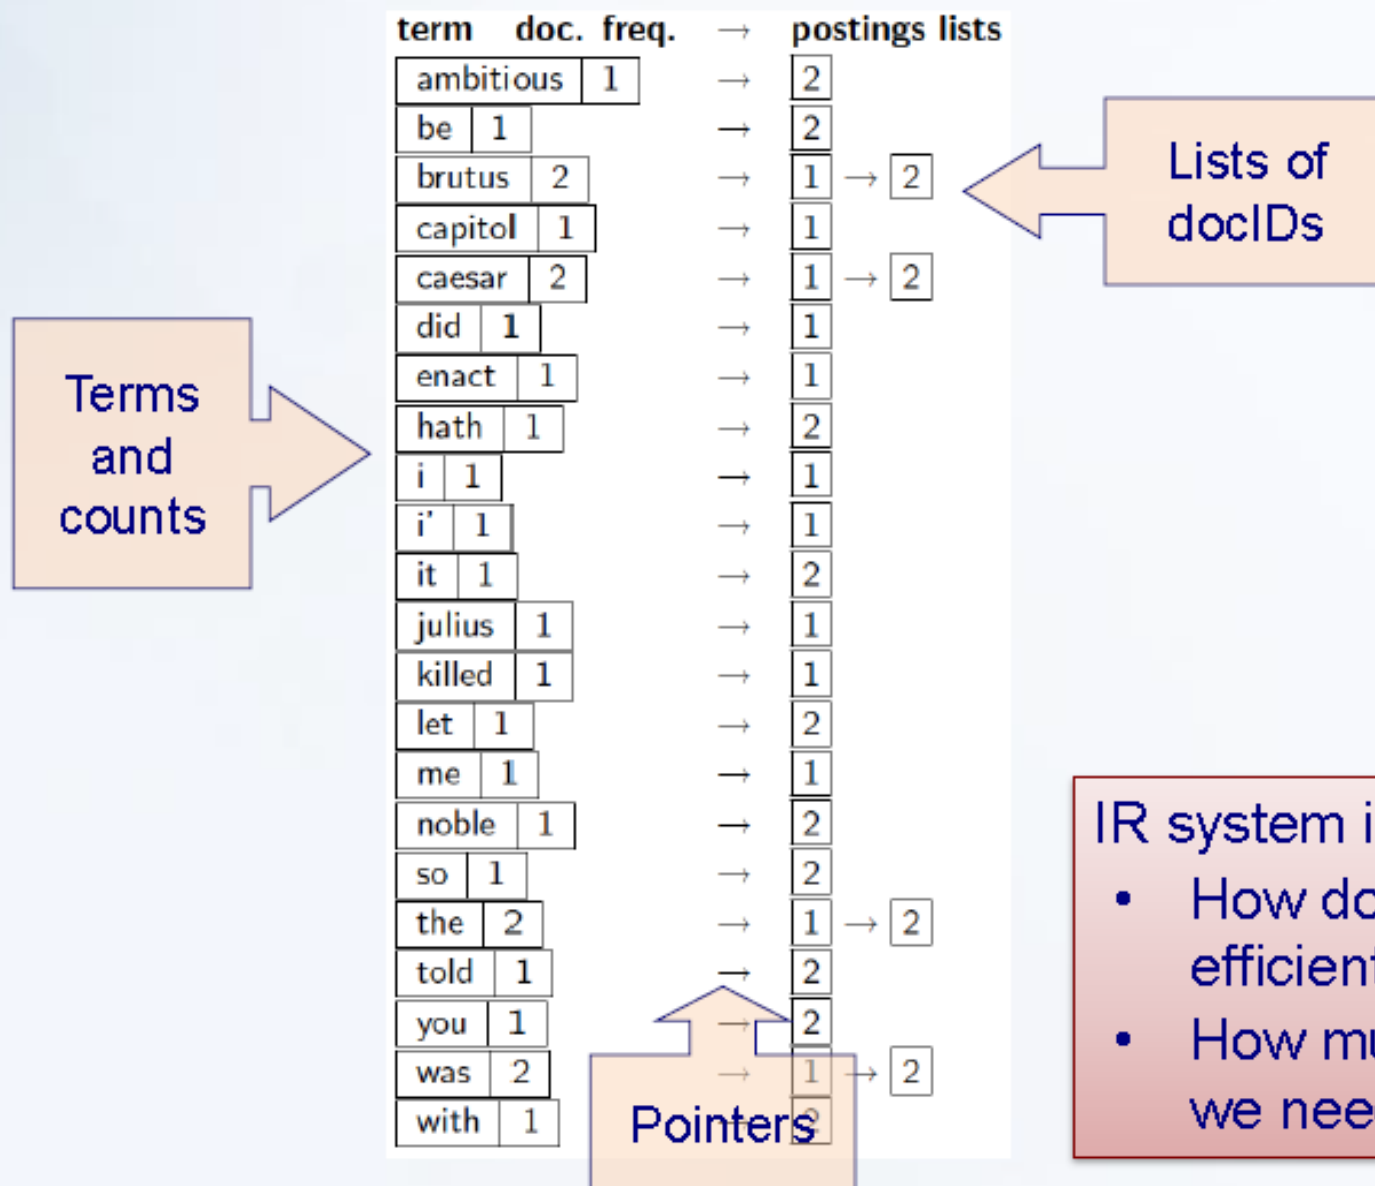 term doc. freq. → postings lists
ambitious 1 → 2
be 1 → 2
brutus 2 → 1 → 2
capitol 1 → 1
caesar 2 → 1 → 2
did 1 → 1
enact 1 → 1
hath 1 → 2
i 1 → 1
i' 1 → 1
it 1 → 2
julius 1 → 1
killed 1 → 1
let 1 → 2
me 1 → 1
noble 1 → 2
so 1 → 2
the 2 → 1 → 2
told 1 → 2
you 1 → 2
was 2 → 1 → 2
with 1 → 2
Terms
and
counts
Lists of
docIDs
Pointers
IR system
• How
• How
we